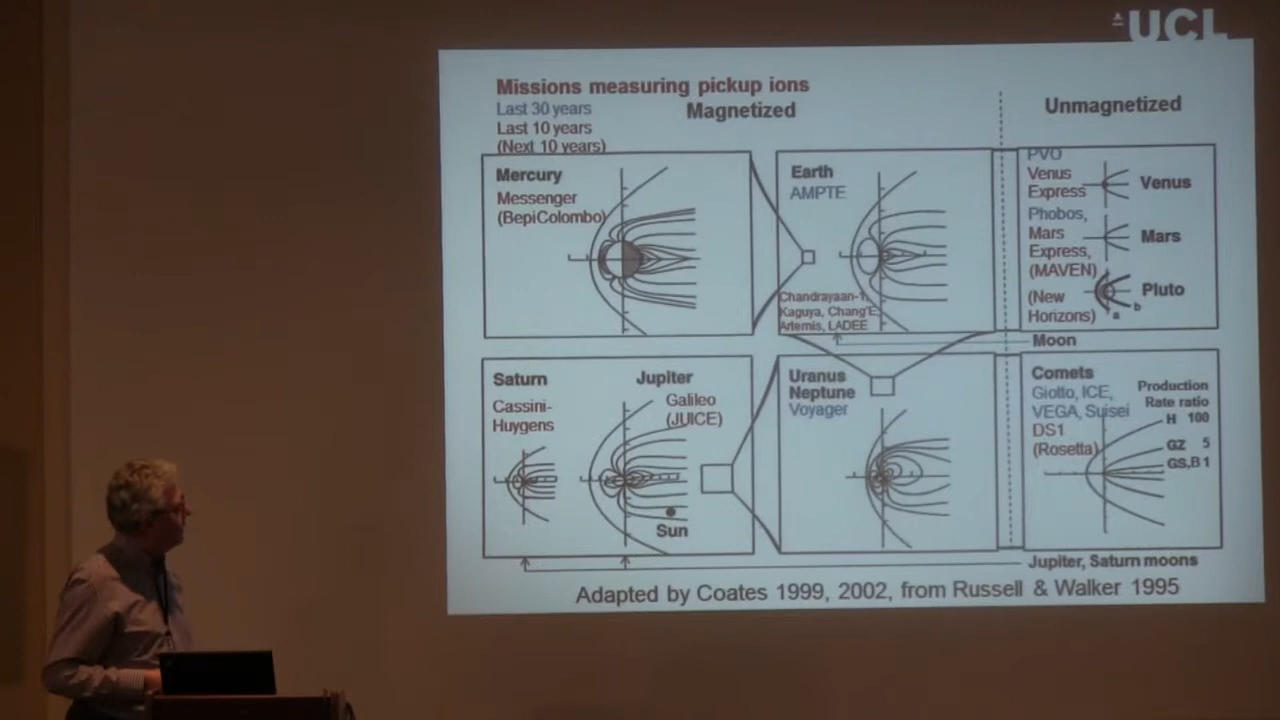 UCL
Missions measuring pickup ions
Last 30 years
Last 10 years
(Next 10 years)
Magnetized
Unmagnetized
Mercury
Messenger
(BepiColombo)
Earth
AMPTE
Chandrayaan-1,
Kaguya, Chang'E,
Artemis, LADEE
PVO
Venus
Express
Venus
Phobos,
Mars
Express,
(MAVEN)
Mars
(New
Horizons)
Pluto
a
b
Moon
Saturn
Cassini-
Huygens
Jupiter
Galileo
(JUICE)
Sun
Uranus
Neptune
Voyager
Comets
Giotto, ICE,
VEGA, Suisei
DS1
(Rosetta)
Production
Rate ratio
H 100
GZ 5
GS,B 1
Jupiter, Saturn moons
Adapted by Coates 1999, 2002, from Russell & Walker 1995